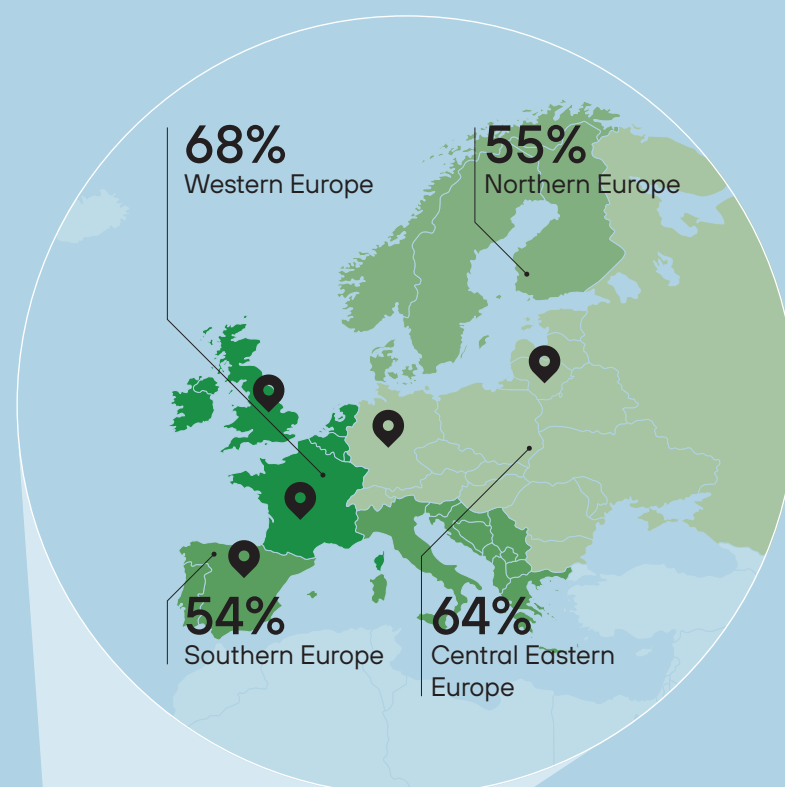 68%
Western Europe
55%
Northern Europe
54%
Southern Europe
64%
Central Eastern
Europe